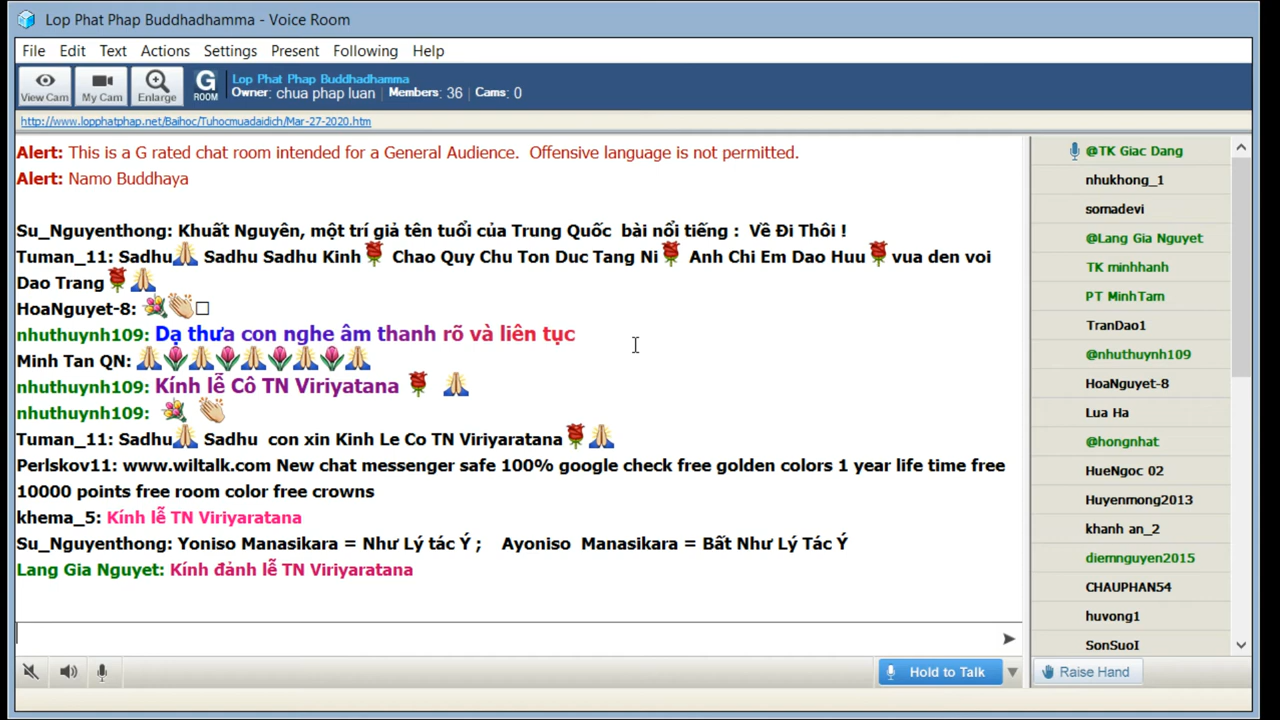 Lop Phat Phap Buddhadhamma - Voice Room
File Edit Text Actions Settings Present Following Help
View Cam My Cam Enlarge G ROOM
Lop Phat Phap Buddhadhamma
Owner: chua phap luan Members: 36 Cams: 0
http://www.lopphatphap.net/Baihoc/Tuhocmuadaidich/Mar-27-2020.htm
Alert: This is a G rated chat room intended for a General Audience. Offensive language is not permitted.
Alert: Namo Buddhaya
Su_Nguyenthong: Khuất Nguyên, một trí giả tên tuổi của Trung Quốc bài nổi tiếng : Về Đi Thôi !
Tuman_11: Sadhu🙏 Sadhu Sadhu Kinh🌹 Chao Quy Chu Ton Duc Tang Ni🌹 Anh Chi Em Dao Huu🌹vua den voi
Dao Trang🌹🙏
HoaNguyet-8: 💐👏□
nhuthuynh109: Dạ thưa con nghe âm thanh rõ và liên tục
Minh Tan QN: 🙏🌷🙏🌷🙏🌷🙏🌷🙏
nhuthuynh109: Kính lễ Cô TN Viriyatana 🌹 🙏
nhuthuynh109: 💐 👏
Tuman_11: Sadhu🙏 Sadhu con xin Kinh Le Co TN Viriyaratana🌹🙏
Perlskov11: www.wiltalk.com New chat messenger safe 100% google check free golden colors 1 year life time free
10000 points free room color free crowns
khema_5: Kính lễ TN Viriyaratana
Su_Nguyenthong: Yoniso Manasikara = Như Lý tác Ý ; Ayoniso Manasikara = Bất Như Lý Tác Ý
Lang Gia Nguyet: Kính đảnh lễ TN Viriyaratana
@TK Giac Dang
nhukhong_1
somadevi
@Lang Gia Nguyet
TK minhhanh
PT MinhTam
TranDao1
@nhuthuynh109
HoaNguyet-8
Lua Ha
@hongnhat
HueNgoc 02
Huyenmong2013
khanh an_2
diemnguyen2015
CHAUPHAN54
huvong1
SonSuoI
Hold to Talk
Raise Hand